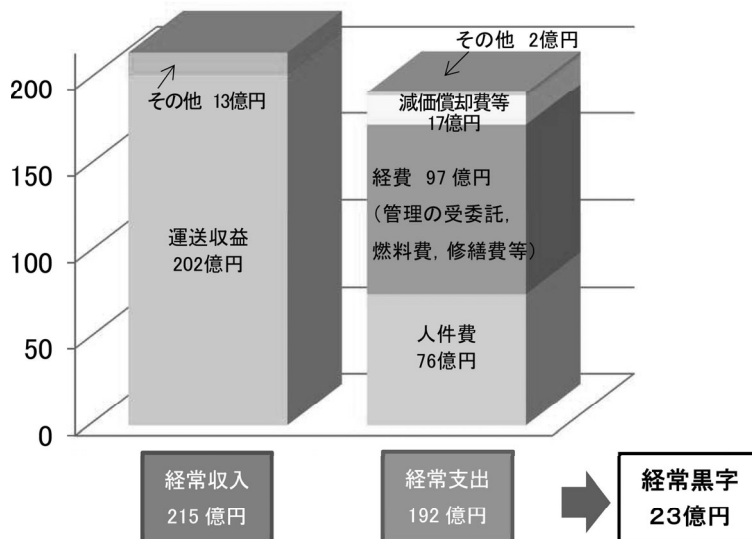 200
150
100
50
0
その他 13億円
運送収益
202億円
その他 2億円
減価償却費等
17億円
経費 97 億円
（管理の受委託，
燃料費，修繕費等）
人件費
76億円
経常収入
215 億円
経常支出
192 億円
経常黒字
23億円